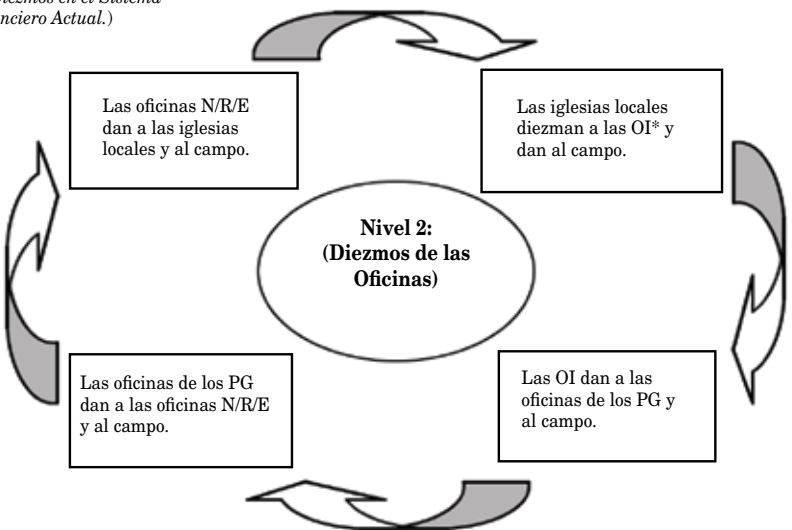 nciero Actual.)
Las oficinas N/R/E
dan a las iglesias
locales y al campo.
Las iglesias locales
diezman a las OI* y
dan al campo.
Nivel 2:
(Diezmos de las
Oficinas)
Las oficinas de los PG
dan a las oficinas N/R/E
y al campo.
Las OI dan a las
oficinas de los PG y
al campo.